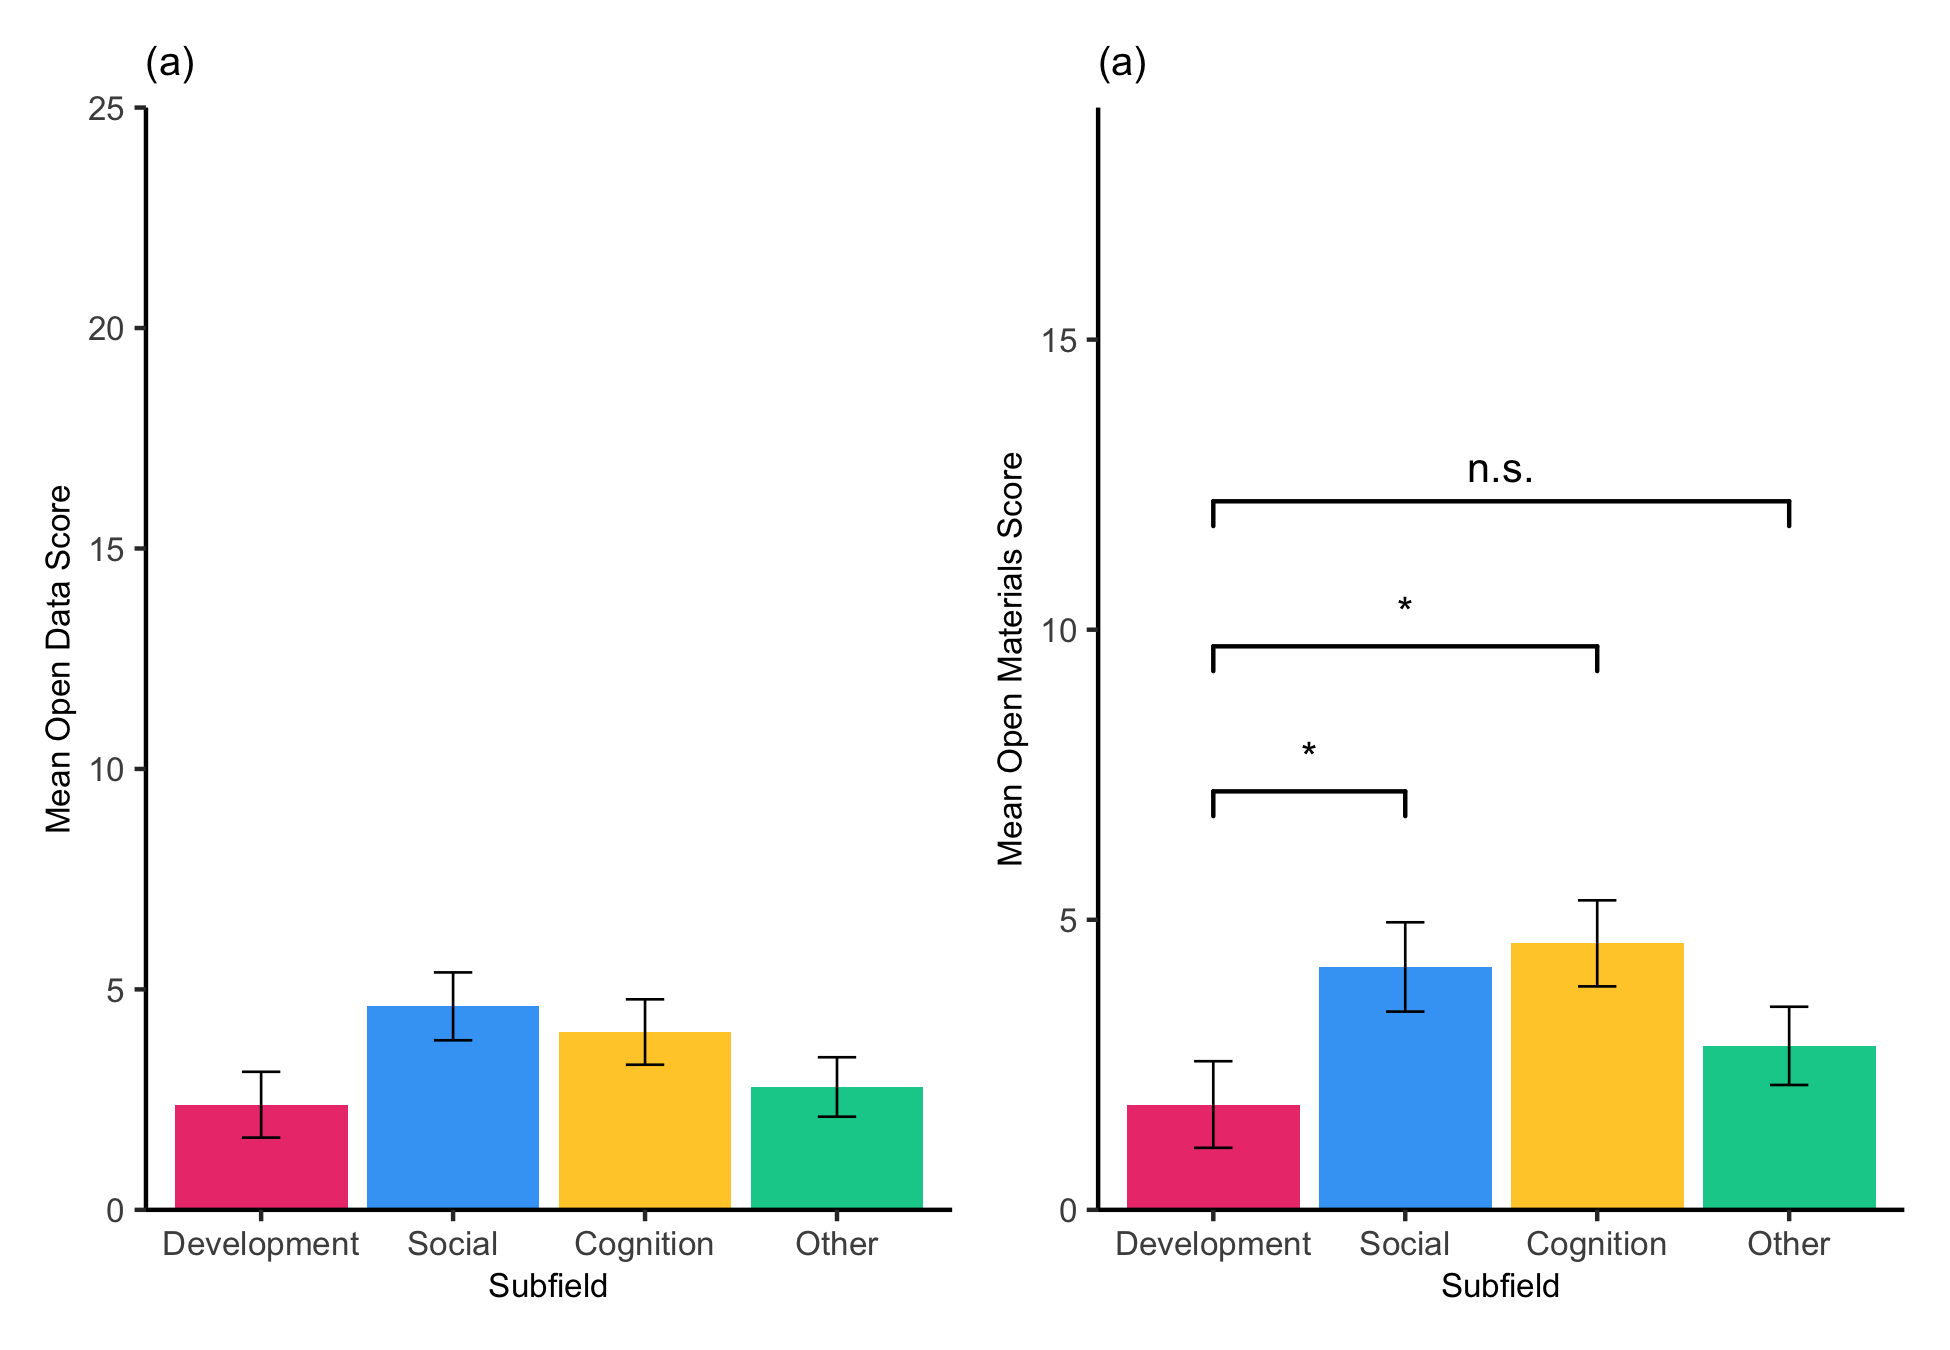 (a)
25
20
15
10
5
0
Mean Open Data Score
Development Social Cognition Other
Subfield
(a)
15
10
5
0
Mean Open Materials Score
n.s.
*
*
Development Social Cognition Other
Subfield